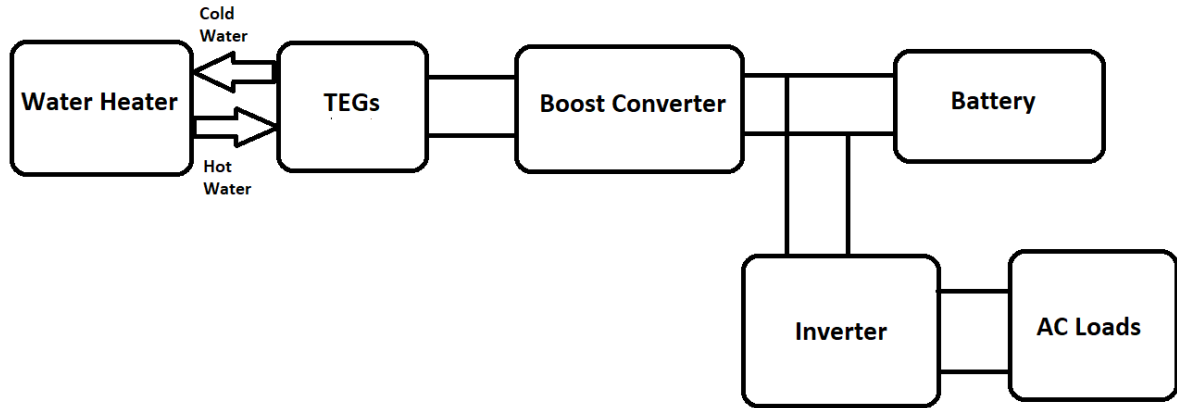 Cold
Water
Water Heater
TEGs
Boost Converter
Battery
Hot
Water
Inverter
AC Loads